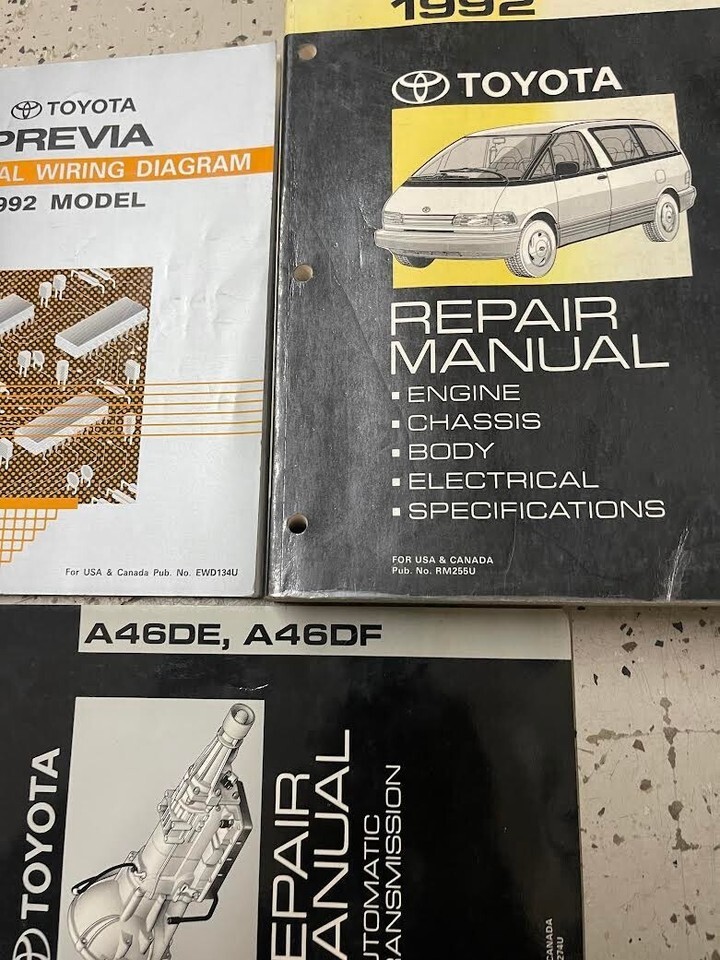 TOYOTA
PREVIA
AL WIRING DIAGRAM
992 MODEL
For USA & Canada Pub. No. EWD134U
1992
TOYOTA
REPAIR
MANUAL
▪ ENGINE
▪ CHASSIS
▪ BODY
▪ ELECTRICAL
▪ SPECIFICATIONS
FOR USA & CANADA
Pub. No. RM255U
A46DE, A46DF
TOYOTA
EPAIR
ANUAL
UTOMATIC
RANSMISSION
CANADA
274U